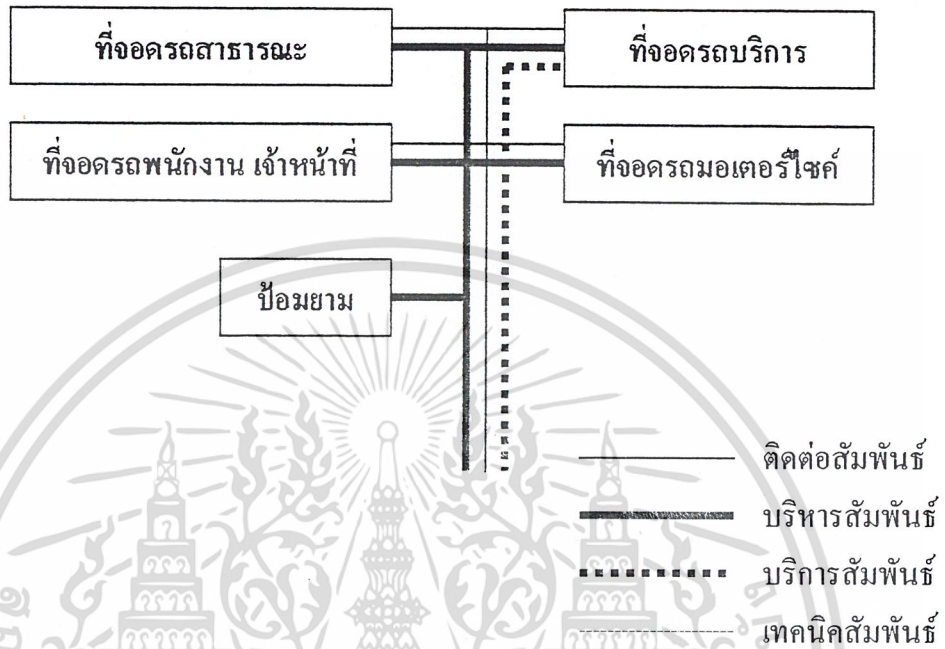 ที่จอดรถสาธารณะ
ที่จอดรถบริการ
ที่จอดรถพนักงาน เจ้าหน้าที่
ที่จอดรถมอเตอร์ไซค์
ป้อมยาม
ติดต่อสัมพันธ์
บริหารสัมพันธ์
บริการสัมพันธ์
เทคนิคสัมพันธ์